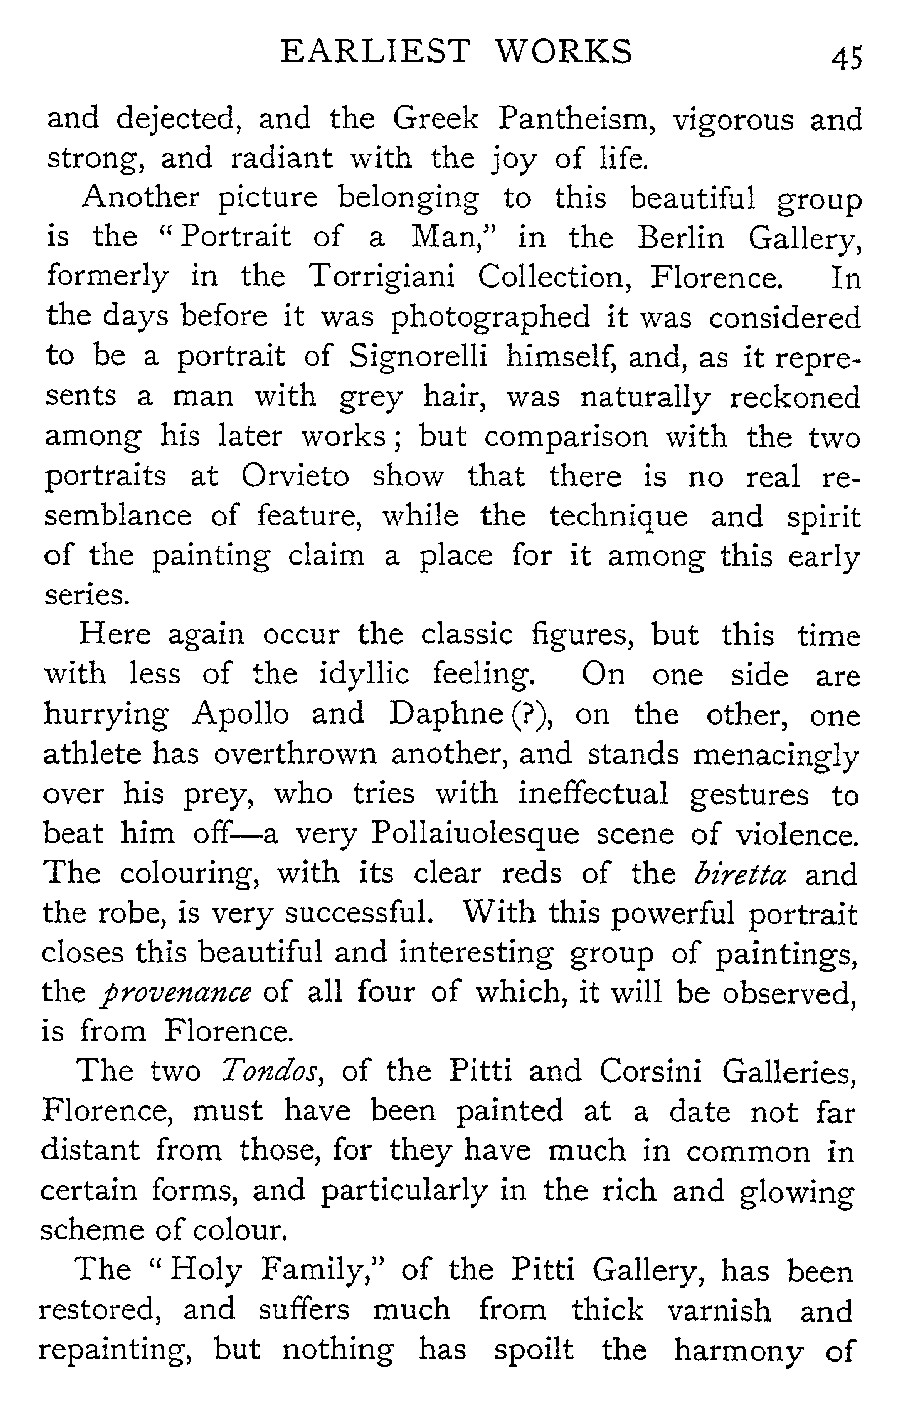 EARLIEST WORKS 45
and dejected, and the Greek Pantheism, vigorous and
strong, and radiant with the joy of life.
Another picture belonging to this beautiful group
is the “Portrait of a Man,” in the Berlin Gallery,
formerly in the Torrigiani Collection, Florence. In
the days before it was photographed it was considered
to be a portrait of Signorelli himself, and, as it repre-
sents a man with grey hair, was naturally reckoned
among his later works; but comparison with the two
portraits at Orvieto show that there is no real re-
semblance of feature, while the technique and spirit
of the painting claim a place for it among this early
series.
Here again occur the classic figures, but this time
with less of the idyllic feeling. On one side are
hurrying Apollo and Daphne (?), on the other, one
athlete has overthrown another, and stands menacingly
over his prey, who tries with ineffectual gestures to
beat him off—a very Pollaiuolesque scene of violence.
The colouring, with its clear reds of the biretta and
the robe, is very successful. With this powerful portrait
closes this beautiful and interesting group of paintings,
the provenance of all four of which, it will be observed,
is from Florence.
The two Tondos, of the Pitti and Corsini Galleries,
Florence, must have been painted at a date not far
distant from those, for they have much in common in
certain forms, and particularly in the rich and glowing
scheme of colour.
The “Holy Family,” of the Pitti Gallery, has been
restored, and suffers much from thick varnish and
repainting, but nothing has spoilt the harmony of